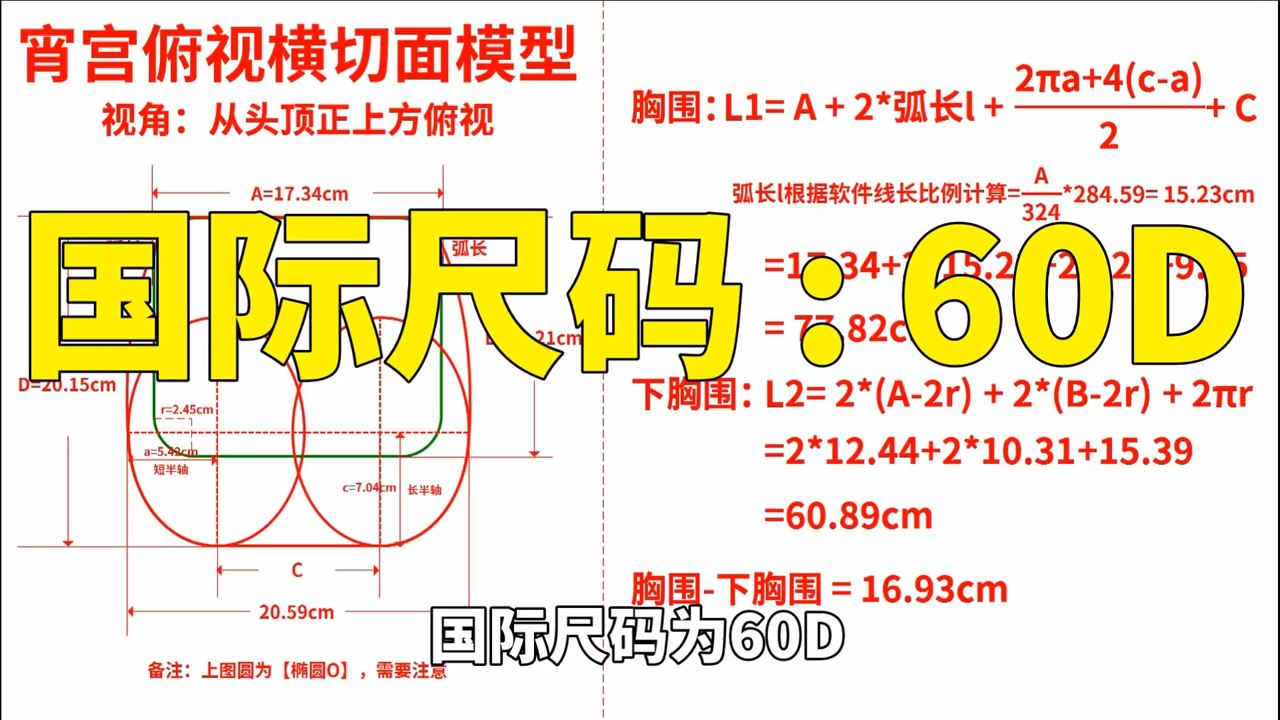 宵宫俯视横切面模型
视角：从头顶正上方俯视
A=17.34cm
弧长
D=20.15cm
r=2.45cm
a=5.42cm
短半轴
c=7.04cm
长半轴
C
20.59cm
备注：上图圆为【椭圆O】，需要注意
胸围：L1= A + 2*弧长l + (2πa+4(c-a))/2 + C
弧长l根据软件线长比例计算=A/324*284.59= 15.23cm
国际尺码：60D
下胸围：L2= 2*(A-2r) + 2*(B-2r) + 2πr
=2*12.44+2*10.31+15.39
=60.89cm
胸围-下胸围 = 16.93cm
国际尺码为60D